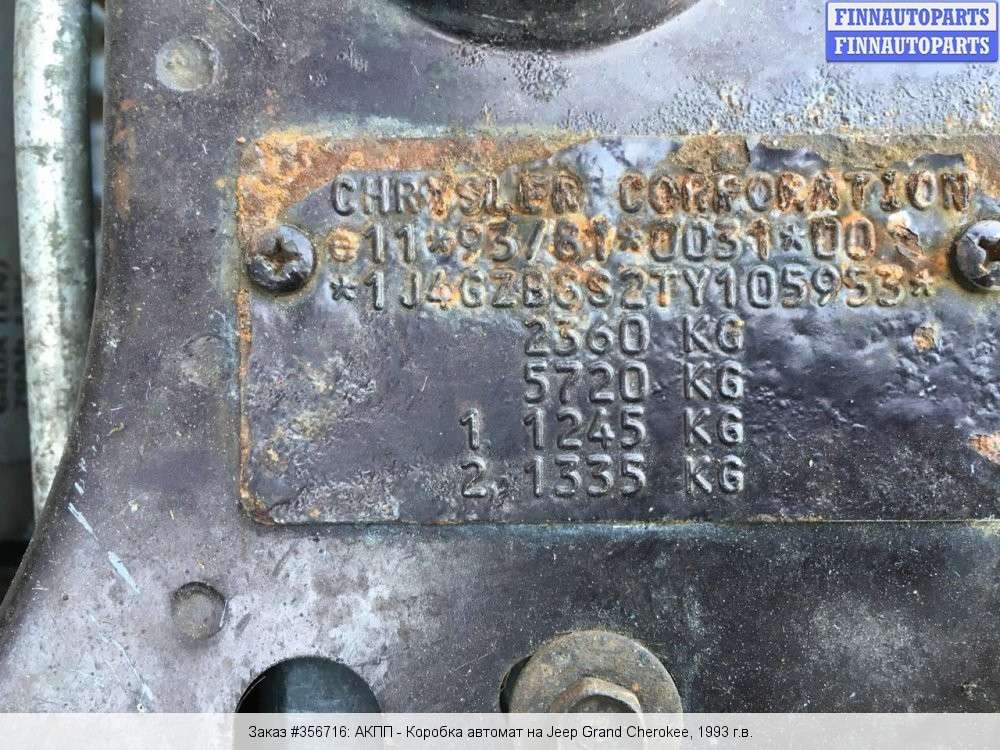 FINNAUTOPARTS
FINNAUTOPARTS
CHRYSLER CORPORATION
e11*93/81*0031*00
*1J4GZB8S2TY105953*
2360 KG
5720 KG
1 1245 KG
2 1335 KG
Заказ #356716: АКПП - Коробка автомат на Jeep Grand Cherokee, 1993 г.в.